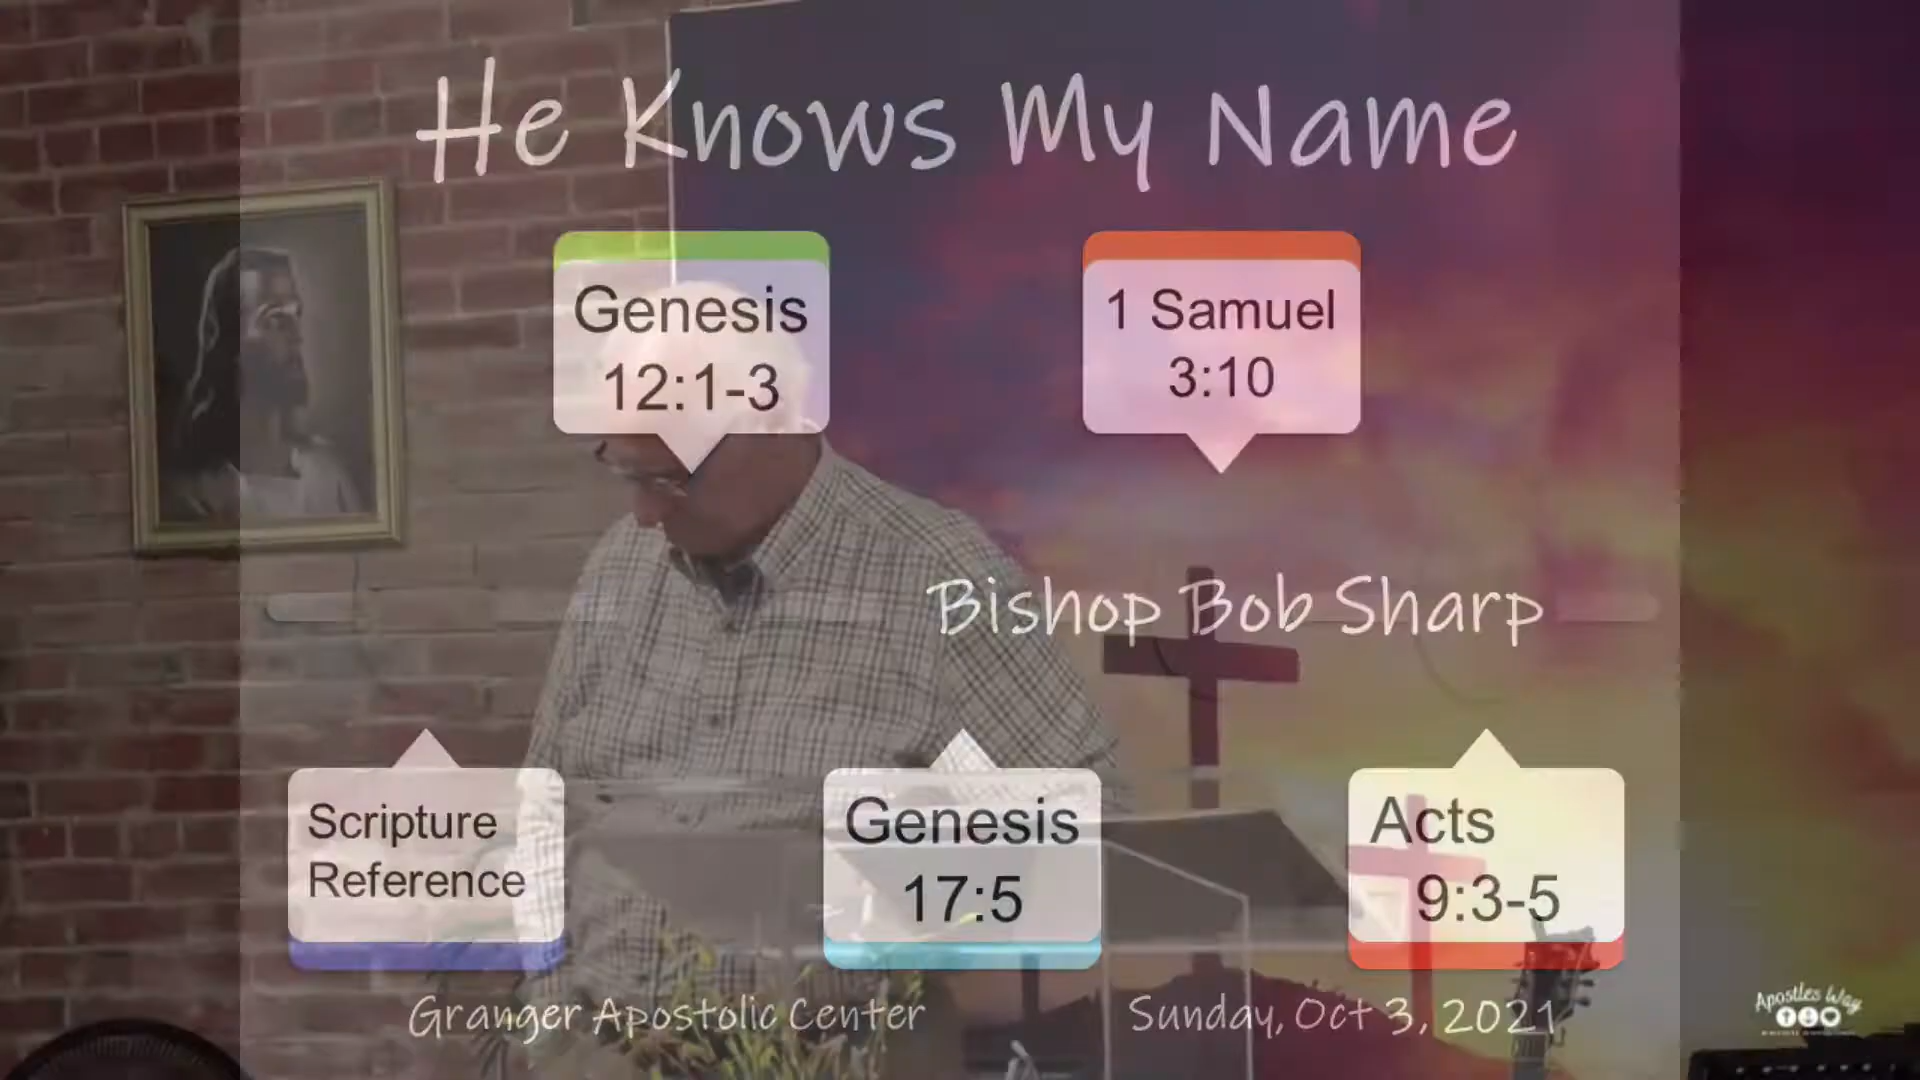 He Knows My Name
Genesis
12:1-3
1 Samuel
3:10
Bishop Bob Sharp
Scripture
Reference
Genesis
17:5
Acts
9:3-5
Granger Apostolic Center
Sunday, Oct 3, 2021
Apostles Way